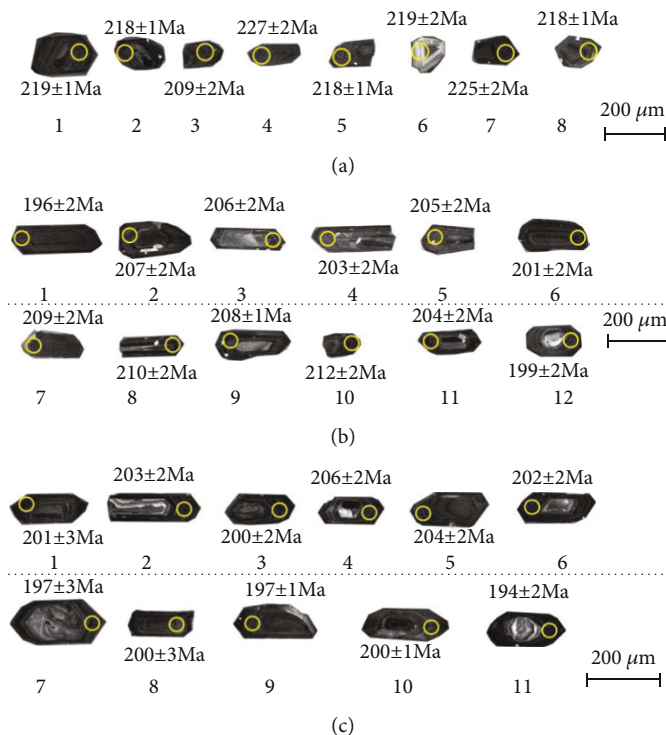 218±1Ma 227±2Ma 219±2Ma 218±1Ma
219±1Ma 209±2Ma 218±1Ma 225±2Ma
1 2 3 4 5 6 7 8 200 μm
(a)
196±2Ma 206±2Ma 205±2Ma
207±2Ma 203±2Ma 201±2Ma
1 2 3 4 5 6
209±2Ma 208±1Ma 204±2Ma 200 μm
210±2Ma 212±2Ma 199±2Ma
7 8 9 10 11 12
(b)
203±2Ma 206±2Ma 202±2Ma
201±3Ma 200±2Ma 204±2Ma
1 2 3 4 5 6
197±3Ma 197±1Ma 194±2Ma
200±3Ma 200±1Ma 200 μm
7 8 9 10 11
(c)